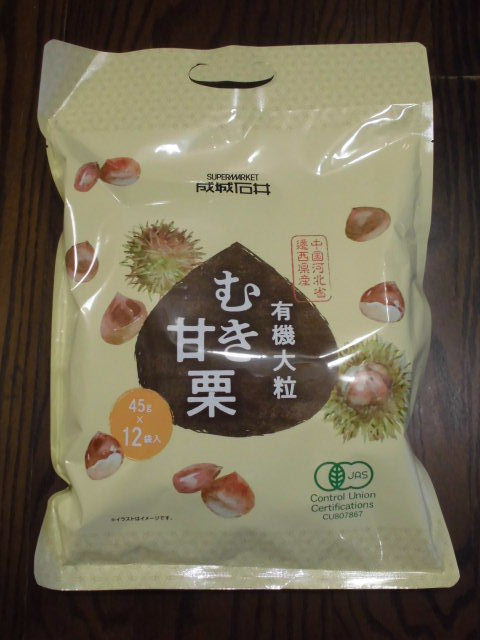 SUPERMARKET
成城石井
中国河北省
遷西県産
有機大粒
むき
甘栗
45g
×
12袋入
JAS
Control Union
Certifications
CU807867
※イラストはイメージです。